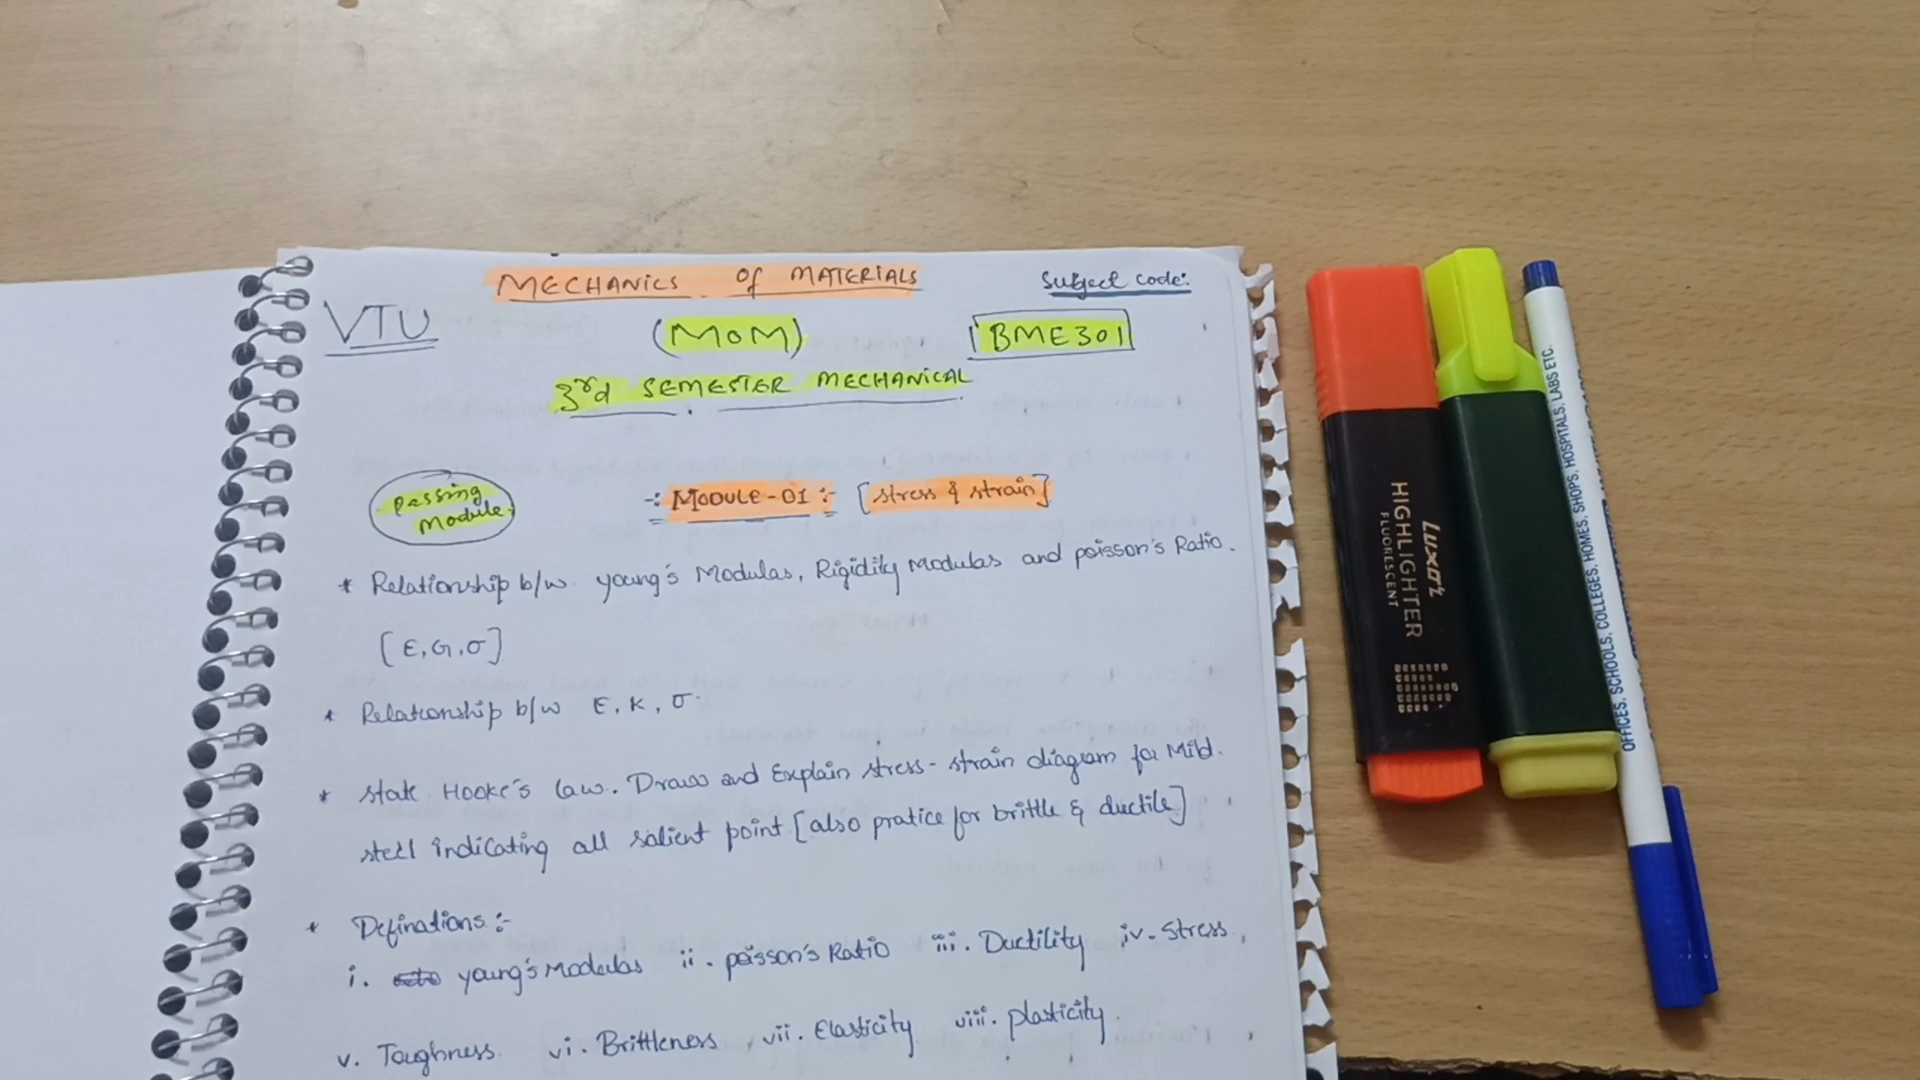 MECHANICS Of MATERIALS
Subject code:
VTU
(MOM)
BME301
3rd SEMESTER MECHANICAL
Passing
Module.
-: MODULE-01 :- [stress & strain]
* Relationship b/w young's Modulas, Rigidity Modulas and poisson's Ratio.
[E, G, σ]
* Relationship b/w E, K, σ.
* state Hooke's law. Draw and Explain stress-strain diagram for Mild.
steel indicating all salient point [also pratice for brittle & ductile]
* Definations :-
i. young's Modulas ii. poisson's Ratio iii. Ductility iv. Stress,
v. Toughness vi. Brittleness vii. Elasticity viii. plasticity.
Luxor
HIGHLIGHTER
FLUORESCENT
OFFICES, SCHOOLS, COLLEGES, HOMES, SHOPS, HOSPITALS, LABS ETC.